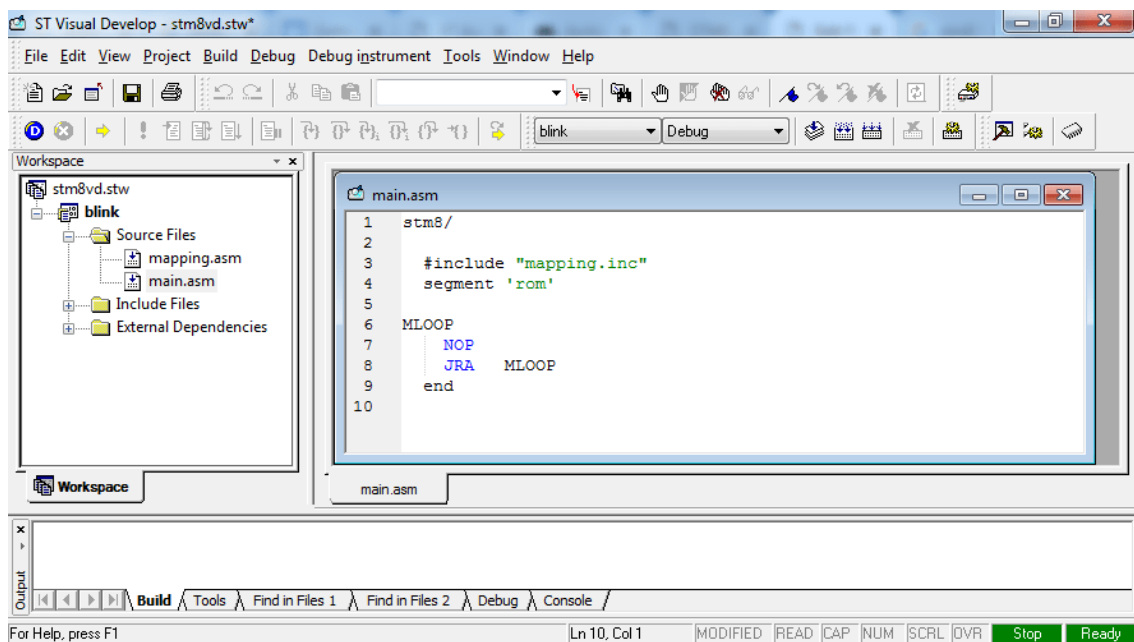 ST Visual Develop - stm8vd.stw*
File Edit View Project Build Debug Debug instrument Tools Window Help
blink Debug
Workspace
stm8vd.stw
blink
Source Files
mapping.asm
main.asm
Include Files
External Dependencies
Workspace
main.asm
1 stm8/
2
3 #include "mapping.inc"
4 segment 'rom'
5
6 MLOOP
7 NOP
8 JRA MLOOP
9 end
10
main.asm
Output
Build Tools Find in Files 1 Find in Files 2 Debug Console
For Help, press F1 Ln 10, Col 1 MODIFIED READ CAP NUM SCRL OVR Stop Ready